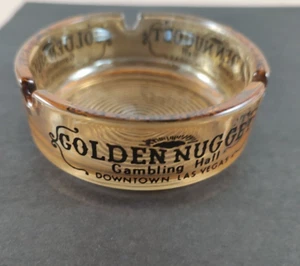 GOLDEN NUGGET
Gambling Hall
DOWNTOWN LAS VEGAS